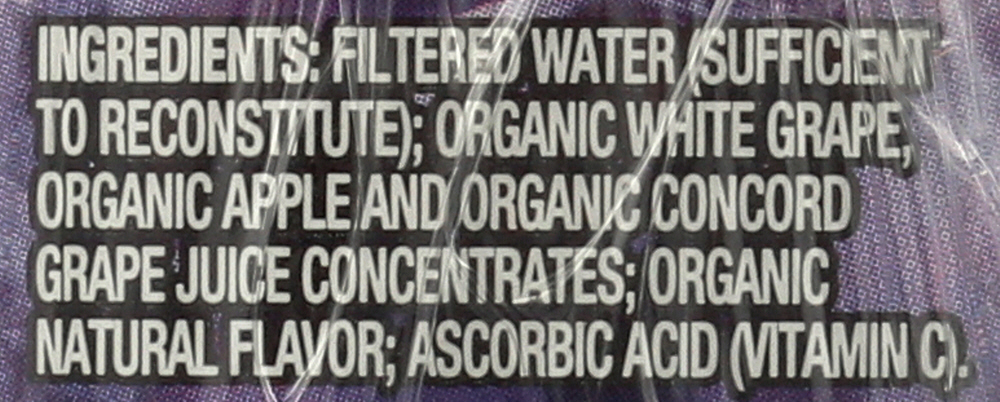 INGREDIENTS: FILTERED WATER (SUFFICIENT
TO RECONSTITUTE); ORGANIC WHITE GRAPE,
ORGANIC APPLE AND ORGANIC CONCORD
GRAPE JUICE CONCENTRATES; ORGANIC
NATURAL FLAVOR; ASCORBIC ACID (VITAMIN C).